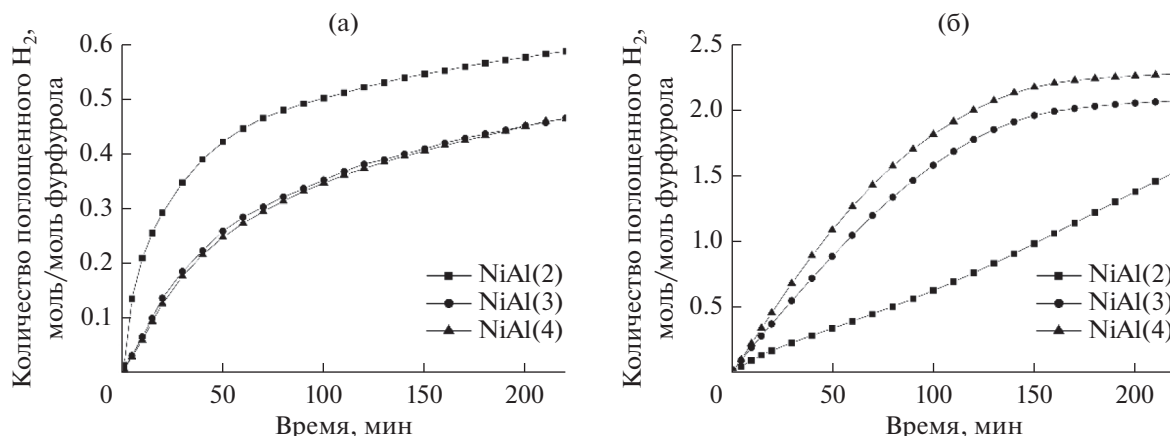 (а)
Количество поглощенного H₂,
моль/моль фурфурола
0.6
0.5
0.4
0.3
0.2
0.1
0
50
100
150
200
Время, мин
NiAl(2)
NiAl(3)
NiAl(4)
(б)
Количество поглощенного H₂,
моль/моль фурфурола
2.5
2.0
1.5
1.0
0.5
0
50
100
150
200
Время, мин
NiAl(2)
NiAl(3)
NiAl(4)